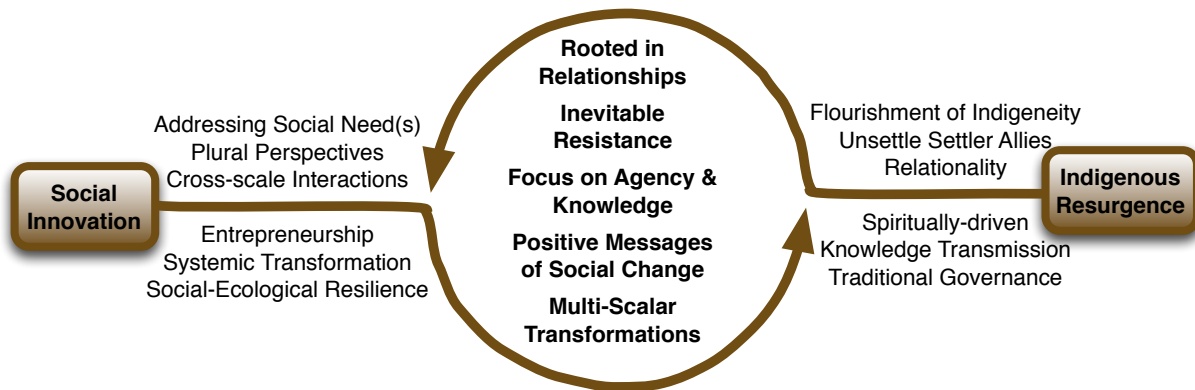 Social
Innovation
Addressing Social Need(s)
Plural Perspectives
Cross-scale Interactions
Entrepreneurship
Systemic Transformation
Social-Ecological Resilience
Rooted in
Relationships
Inevitable
Resistance
Focus on Agency &
Knowledge
Positive Messages
of Social Change
Multi-Scalar
Transformations
Flourishment of Indigeneity
Unsettle Settler Allies
Relationality
Spiritually-driven
Knowledge Transmission
Traditional Governance
Indigenous
Resurgence